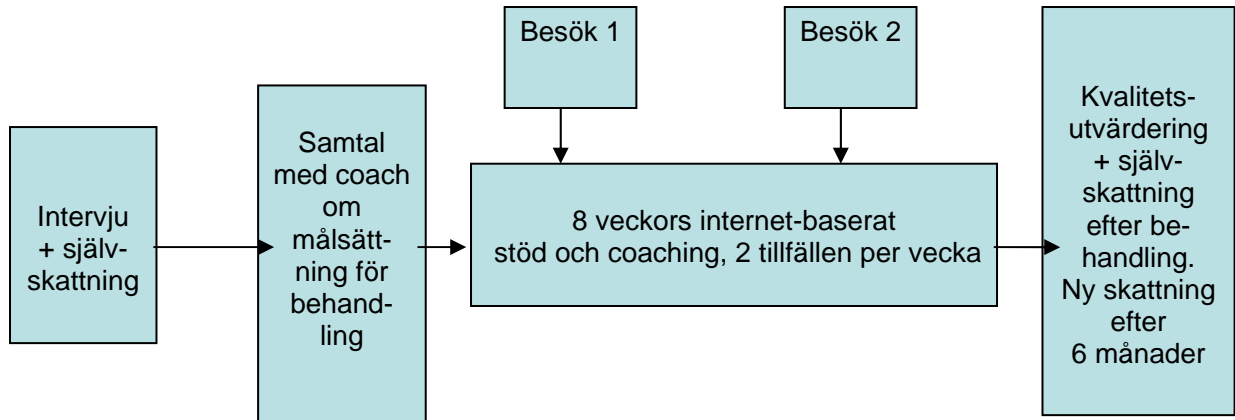 Intervju
+ själv-
skattning
Samtal
med coach
om
målsätt-
ning för
behand-
ling
Besök 1
Besök 2
8 veckors internet-baserat
stöd och coaching, 2 tillfällen per vecka
Kvalitets-
utvärdering
+ själv-
skattning
efter be-
handling.
Ny skattning
efter
6 månader